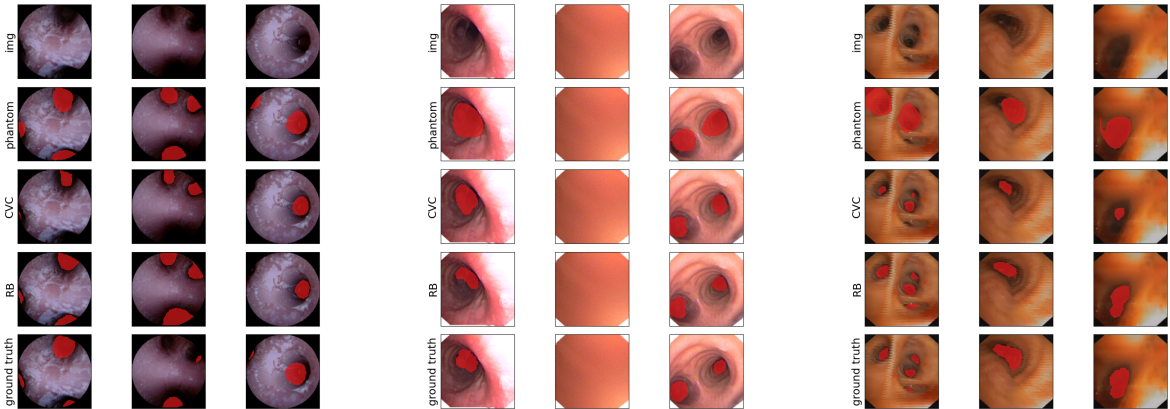 img
phantom
CVC
RB
ground truth
img
phantom
CVC
RB
ground truth
img
phantom
CVC
RB
ground truth